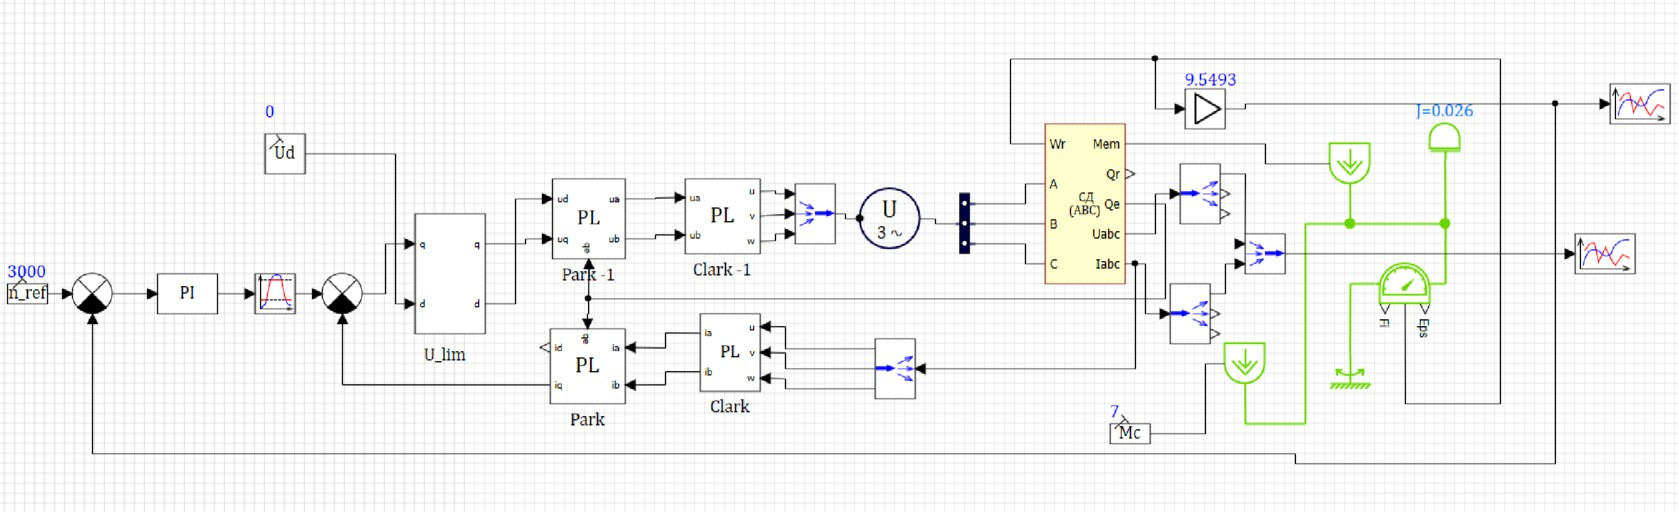 9.5493
J=0.026
0
Ud
Wr
Mem
Qr
A
СД
(ABC)
Qe
B
Uabc
C
Iabc
ud
ua
PL
uq
ub
ab
Park -1
ua
u
PL
v
ub
w
Clark -1
U
3 ~
q
q
d
d
U_lim
3000
n_ref
PI
Fi
Eps
ab
id
ia
PL
iq
ib
Park
ia
u
PL
v
ib
w
Clark
7
Mc